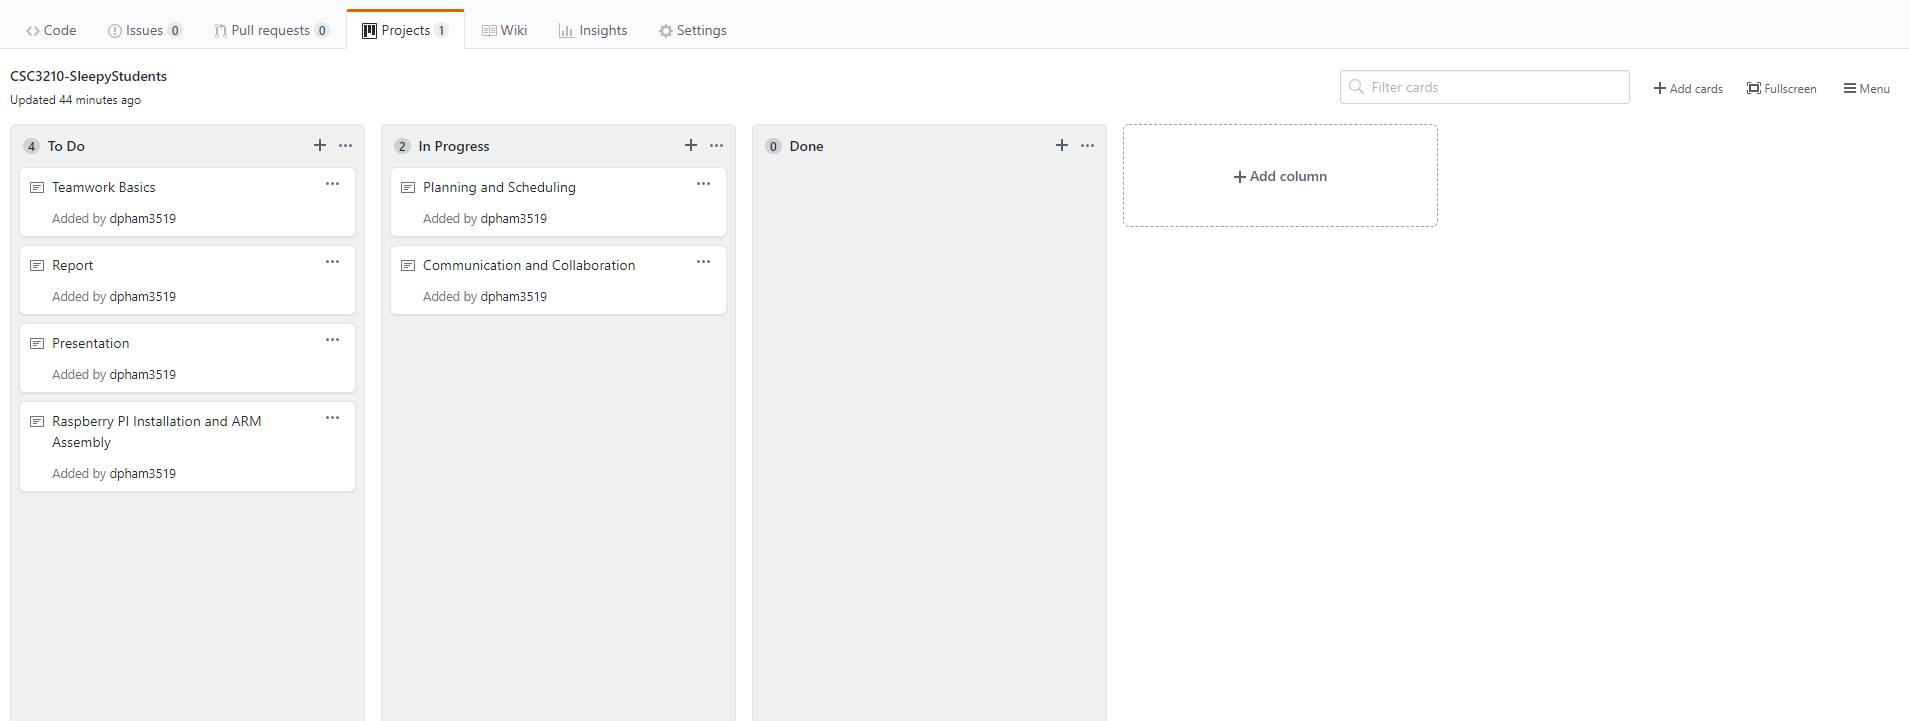 Code Issues 0 Pull requests 0 Projects 1 Wiki Insights Settings
CSC3210-SleepyStudents
Updated 44 minutes ago
Filter cards
Add cards Fullscreen Menu
4 To Do
Teamwork Basics
Added by dpham3519
Report
Added by dpham3519
Presentation
Added by dpham3519
Raspberry PI Installation and ARM
Assembly
Added by dpham3519
2 In Progress
Planning and Scheduling
Added by dpham3519
Communication and Collaboration
Added by dpham3519
0 Done
Add column